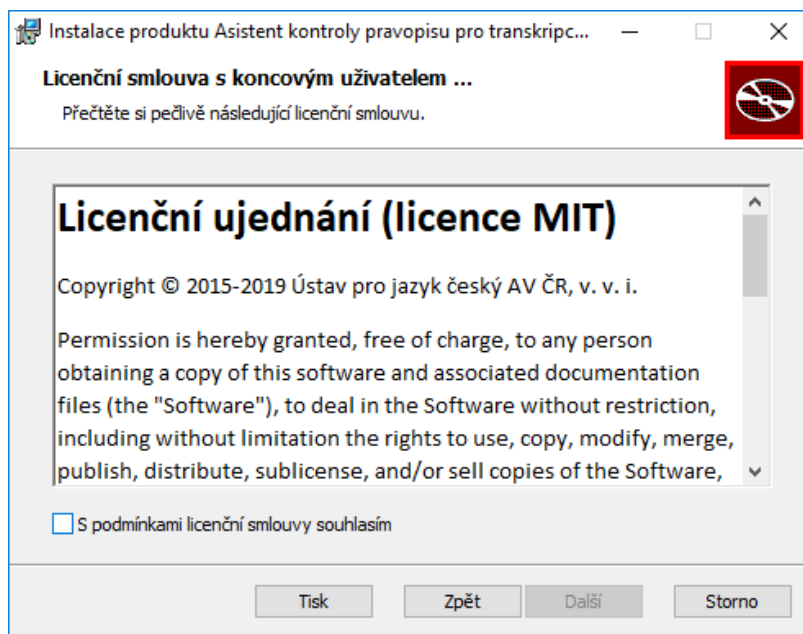 Instalace produktu Asistent kontroly pravopisu pro transkripc...
Licenční smlouva s koncovým uživatelem ...
Přečtěte si pečlivě následující licenční smlouvu.
Licenční ujednání (licence MIT)
Copyright © 2015-2019 Ústav pro jazyk český AV ČR, v. v. i.
Permission is hereby granted, free of charge, to any person
obtaining a copy of this software and associated documentation
files (the "Software"), to deal in the Software without restriction,
including without limitation the rights to use, copy, modify, merge,
publish, distribute, sublicense, and/or sell copies of the Software,
S podmínkami licenční smlouvy souhlasím
Tisk Zpět Další Storno